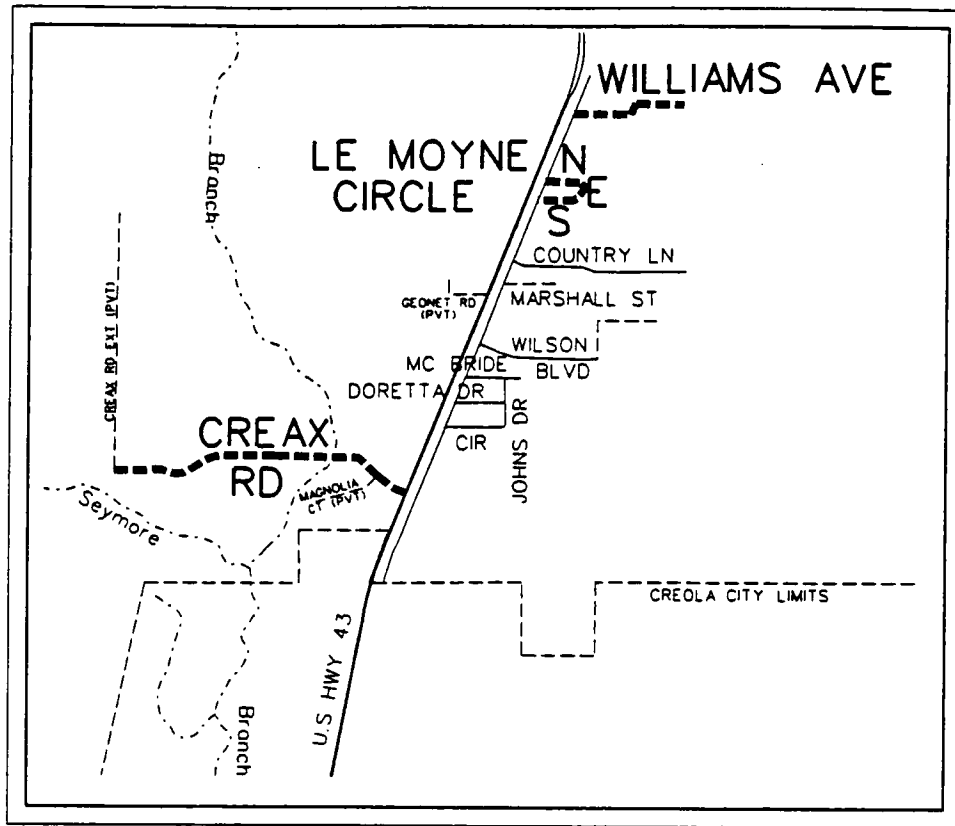 WILLIAMS AVE
LE MOYNE
CIRCLE
N
E
S
Branch
COUNTRY LN
GEONET RD
(PVT)
MARSHALL ST
CREAX RD EXT (PVT)
WILSON
BLVD
MC BRIDE
DORETTA DR
CIR
JOHNS DR
CREAX
RD
MAGNOLIA
CT (PVT)
Seymore
CREOLA CITY LIMITS
U.S HWY 43
Branch